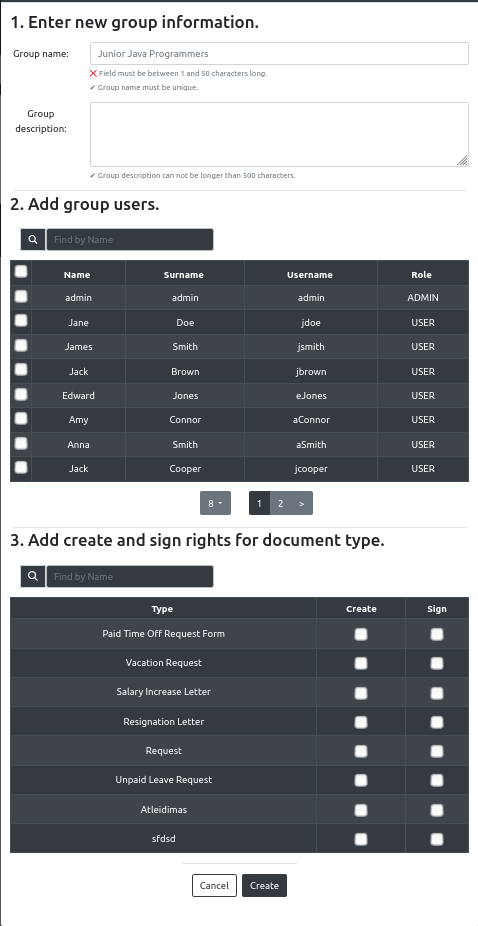 1. Enter new group information.
Group name: Junior Java Programmers
❌ Field must be between 1 and 50 characters long.
✔ Group name must be unique.
Group
description:
✔ Group description can not be longer than 500 characters.
2. Add group users.
Find by Name
Name Surname Username Role
admin admin admin ADMIN
Jane Doe jdoe USER
James Smith jsmith USER
Jack Brown jbrown USER
Edward Jones eJones USER
Amy Connor aConnor USER
Anna Smith aSmith USER
Jack Cooper jcooper USER
8 1 2 >
3. Add create and sign rights for document type.
Find by Name
Type Create Sign
Paid Time Off Request Form
Vacation Request
Salary Increase Letter
Resignation Letter
Request
Unpaid Leave Request
Atleidimas
sfdsd
Cancel Create